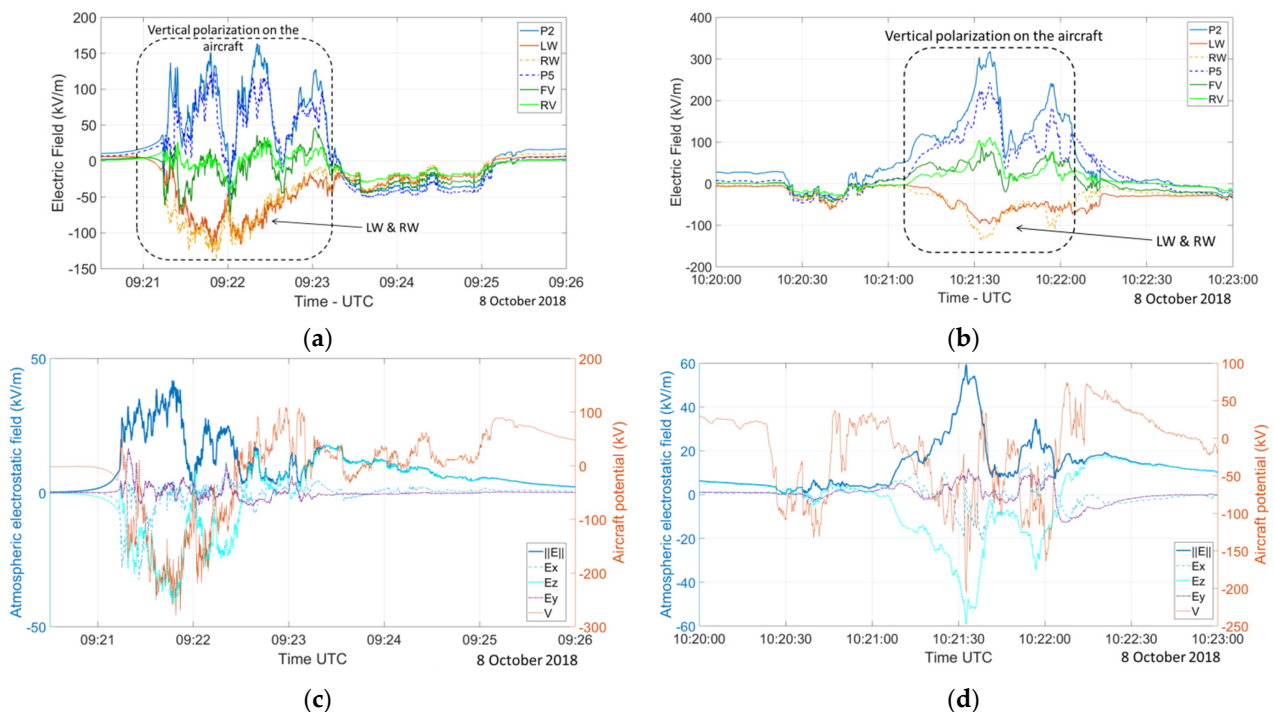 Vertical polarization on the
aircraft
P2
LW
RW
P5
FV
RV
200
150
100
50
0
-50
-100
-150
Electric Field (kV/m)
LW & RW
09:21
09:22
09:23
09:24
09:25
09:26
Time - UTC
8 October 2018
(a)
Vertical polarization on the aircraft
P2
LW
RW
P5
FV
RV
400
300
200
100
0
-100
-200
Electric Field (kV/m)
LW & RW
10:20:00
10:20:30
10:21:00
10:21:30
10:22:00
10:22:30
10:23:00
Time - UTC
8 October 2018
(b)
50
0
-50
Atmospheric electrostatic field (kV/m)
200
100
0
-100
-200
-300
Aircraft potential (kV)
||E||
Ex
Ez
Ey
V
09:21
09:22
09:23
09:24
09:25
09:26
Time UTC
8 October 2018
(c)
60
40
20
0
-20
-40
-60
Atmospheric electrostatic field (kV/m)
100
50
0
-50
-100
-150
-200
-250
Aircraft potential (kV)
||E||
Ex
Ez
Ey
V
10:20:00
10:20:30
10:21:00
10:21:30
10:22:00
10:22:30
10:23:00
Time UTC
8 October 2018
(d)